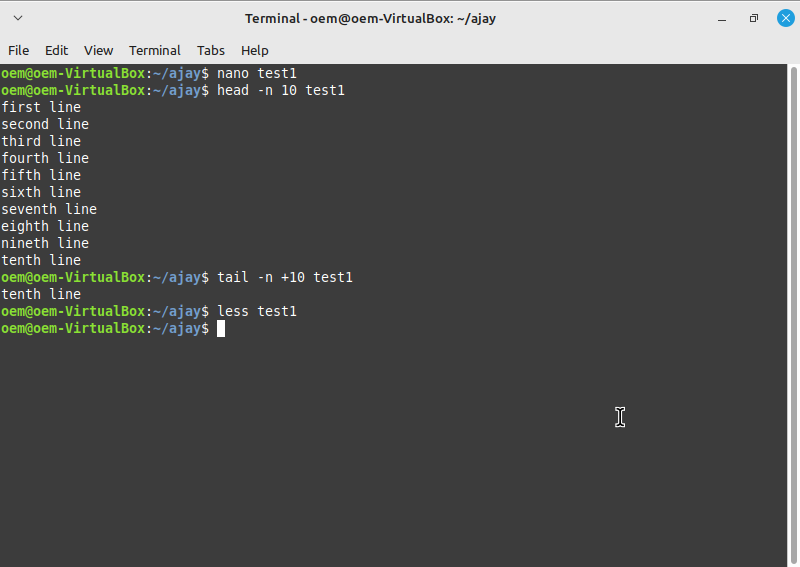 Terminal - oem@oem-VirtualBox: ~/ajay
File Edit View Terminal Tabs Help
oem@oem-VirtualBox:~/ajay$ nano test1
oem@oem-VirtualBox:~/ajay$ head -n 10 test1
first line
second line
third line
fourth line
fifth line
sixth line
seventh line
eighth line
nineth line
tenth line
oem@oem-VirtualBox:~/ajay$ tail -n +10 test1
tenth line
oem@oem-VirtualBox:~/ajay$ less test1
oem@oem-VirtualBox:~/ajay$